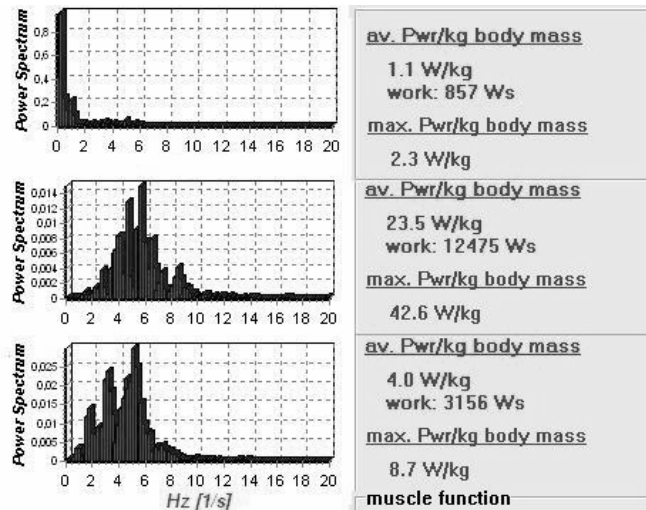 Power Spectrum
0,8
0,6
0,4
0,2
0
0 2 4 6 8 10 12 14 16 18 20
av. Pwr/kg body mass
1.1 W/kg
work: 857 Ws
max. Pwr/kg body mass
2.3 W/kg
Power Spectrum
0,014
0,012
0,01
0,008
0,006
0,004
0,002
0
0 2 4 6 8 10 12 14 16 18 20
av. Pwr/kg body mass
23.5 W/kg
work: 12475 Ws
max. Pwr/kg body mass
42.6 W/kg
Power Spectrum
0,025
0,02
0,015
0,01
0,005
0
0 2 4 6 8 10 12 14 16 18 20
Hz [1/s]
av. Pwr/kg body mass
4.0 W/kg
work: 3156 Ws
max. Pwr/kg body mass
8.7 W/kg
muscle function